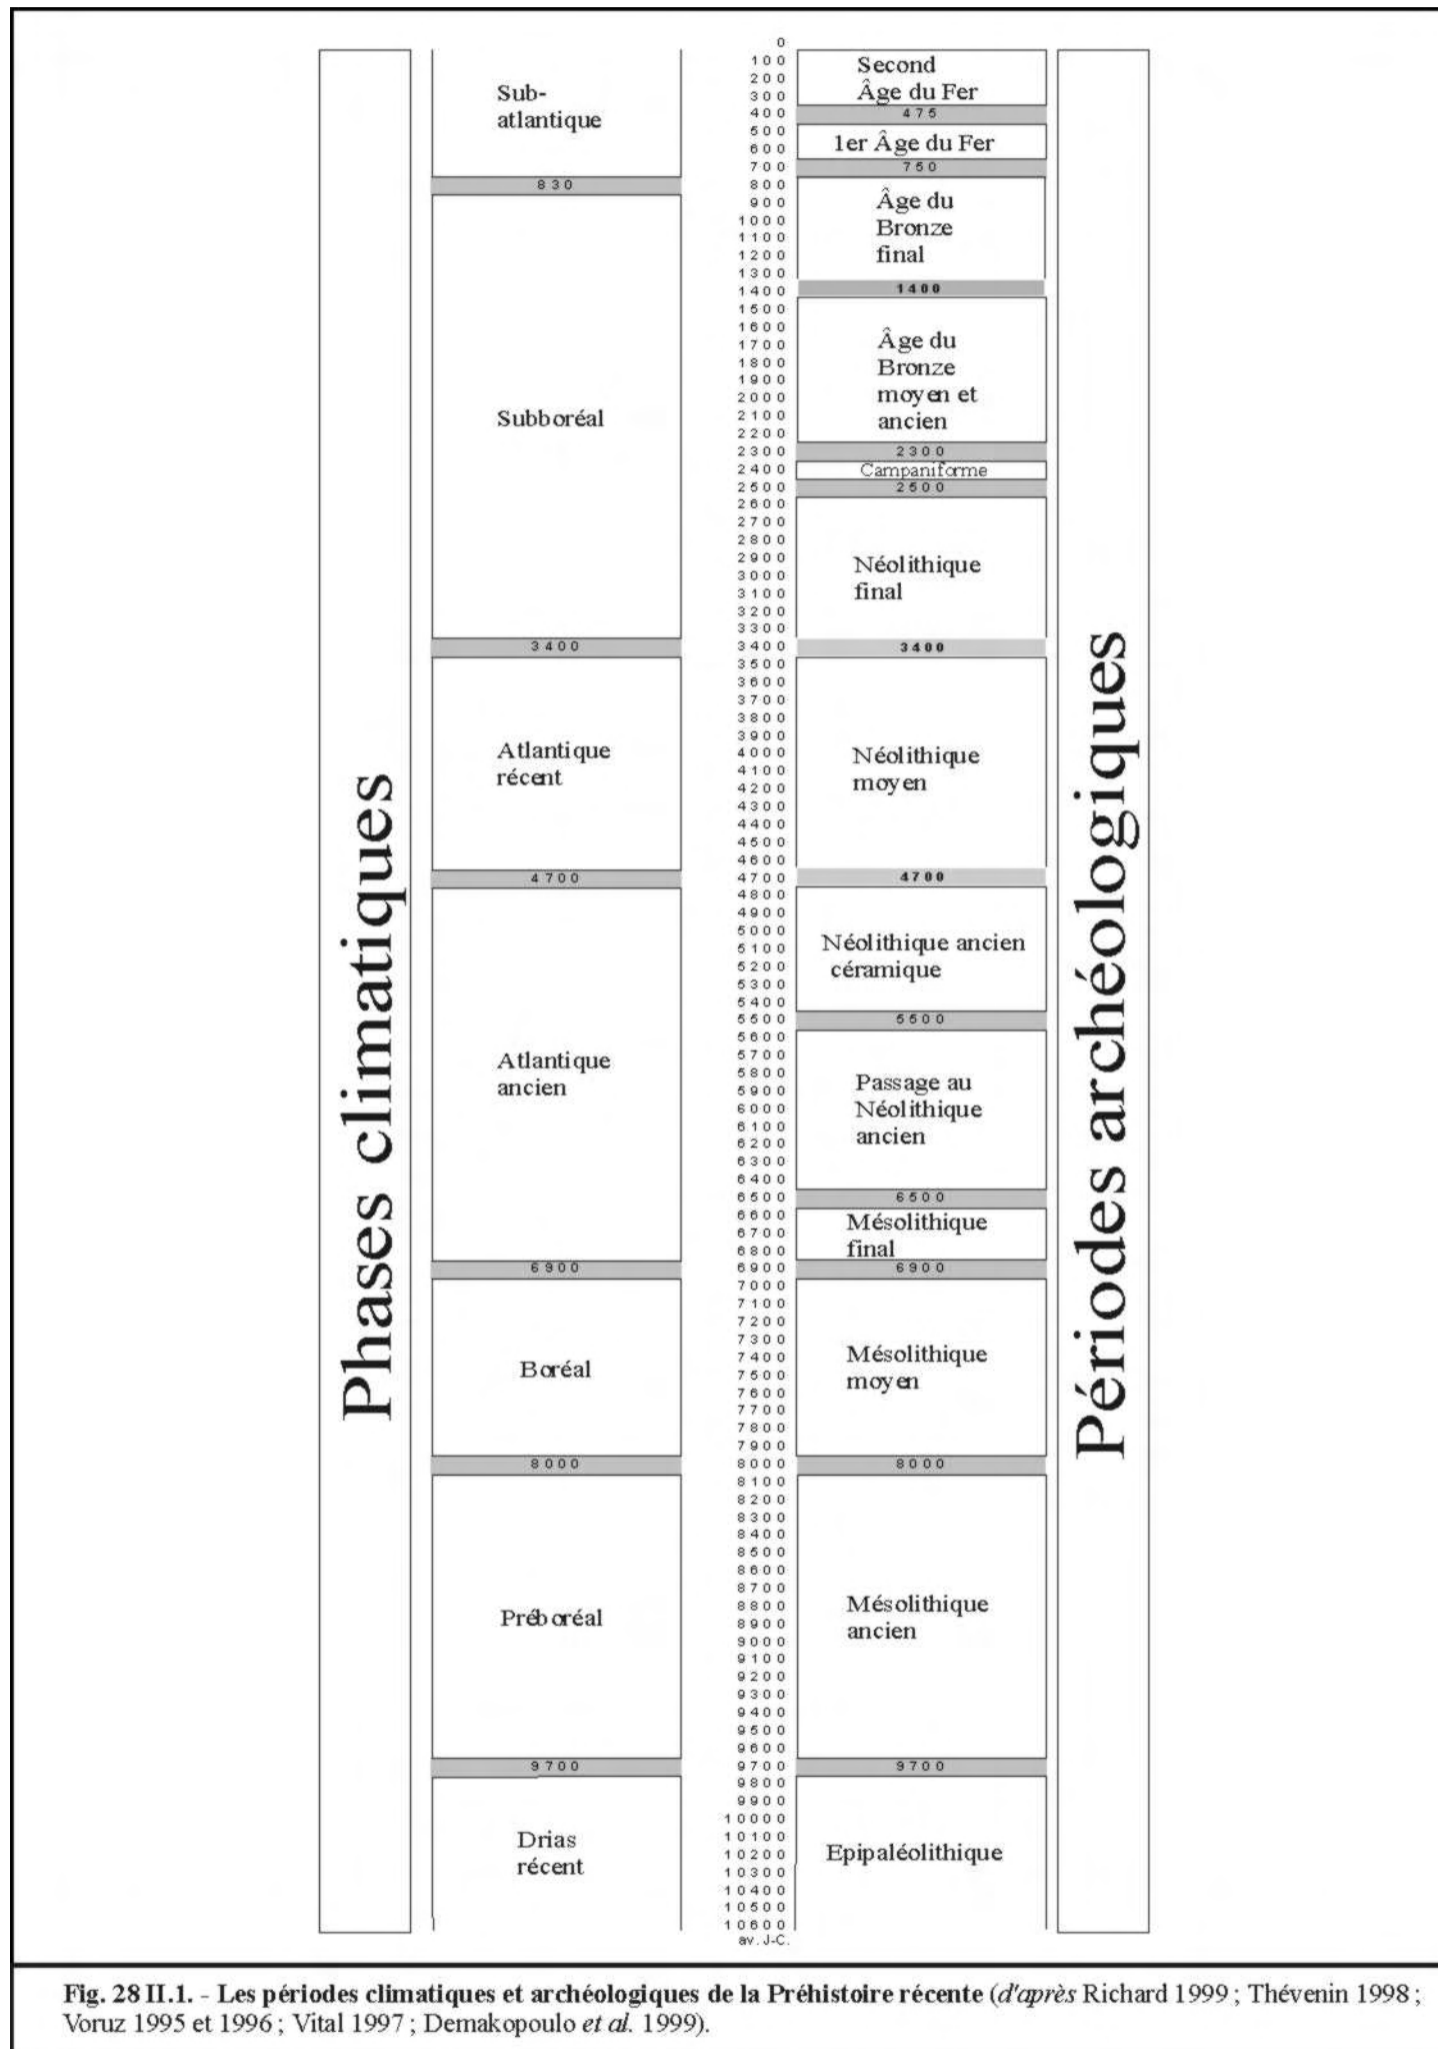 Phases climatiques
Sub-
atlantique
830
Subboréal
3400
Atlantique
récent
4700
Atlantique
ancien
6900
Boréal
8000
Préboréal
9700
Drias
récent
0
100
200
300
400
500
600
700
800
900
1000
1100
1200
1300
1400
1500
1600
1700
1800
1900
2000
2100
2200
2300
2400
2500
2600
2700
2800
2900
3000
3100
3200
3300
3400
3500
3600
3700
3800
3900
4000
4100
4200
4300
4400
4500
4600
4700
4800
4900
5000
5100
5200
5300
5400
5500
5600
5700
5800
5900
6000
6100
6200
6300
6400
6500
6600
6700
6800
6900
7000
7100
7200
7300
7400
7500
7600
7700
7800
7900
8000
8100
8200
8300
8400
8500
8600
8700
8800
8900
9000
9100
9200
9300
9400
9500
9600
9700
9800
9900
10000
10100
10200
10300
10400
10500
10600
av. J-C.
Second
Âge du Fer
475
1er Âge du Fer
750
Âge du
Bronze
final
1400
Âge du
Bronze
moyen et
ancien
2300
Campaniforme
2500
Néolithique
final
3400
Néolithique
moyen
4700
Néolithique ancien
céramique
5500
Passage au
Néolithique
ancien
6500
Mésolithique
final
6900
Mésolithique
moyen
8000
Mésolithique
ancien
9700
Epipaléolithique
Périodes archéologiques
Fig. 28 II.1. - Les périodes climatiques et archéologiques de la Préhistoire récente (d'après Richard 1999 ; Thévenin 1998 ;
Voruz 1995 et 1996 ; Vital 1997 ; Demakopoulo et al. 1999).